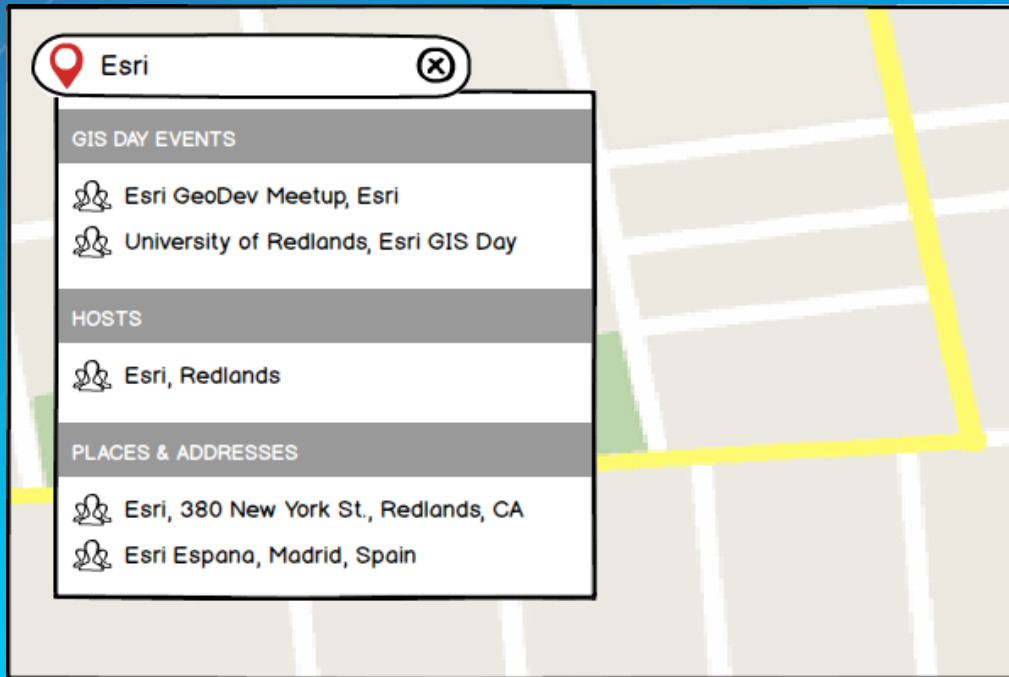 Esri
GIS DAY EVENTS
Esri GeoDev Meetup, Esri
University of Redlands, Esri GIS Day
HOSTS
Esri, Redlands
PLACES & ADDRESSES
Esri, 380 New York St., Redlands, CA
Esri Espana, Madrid, Spain